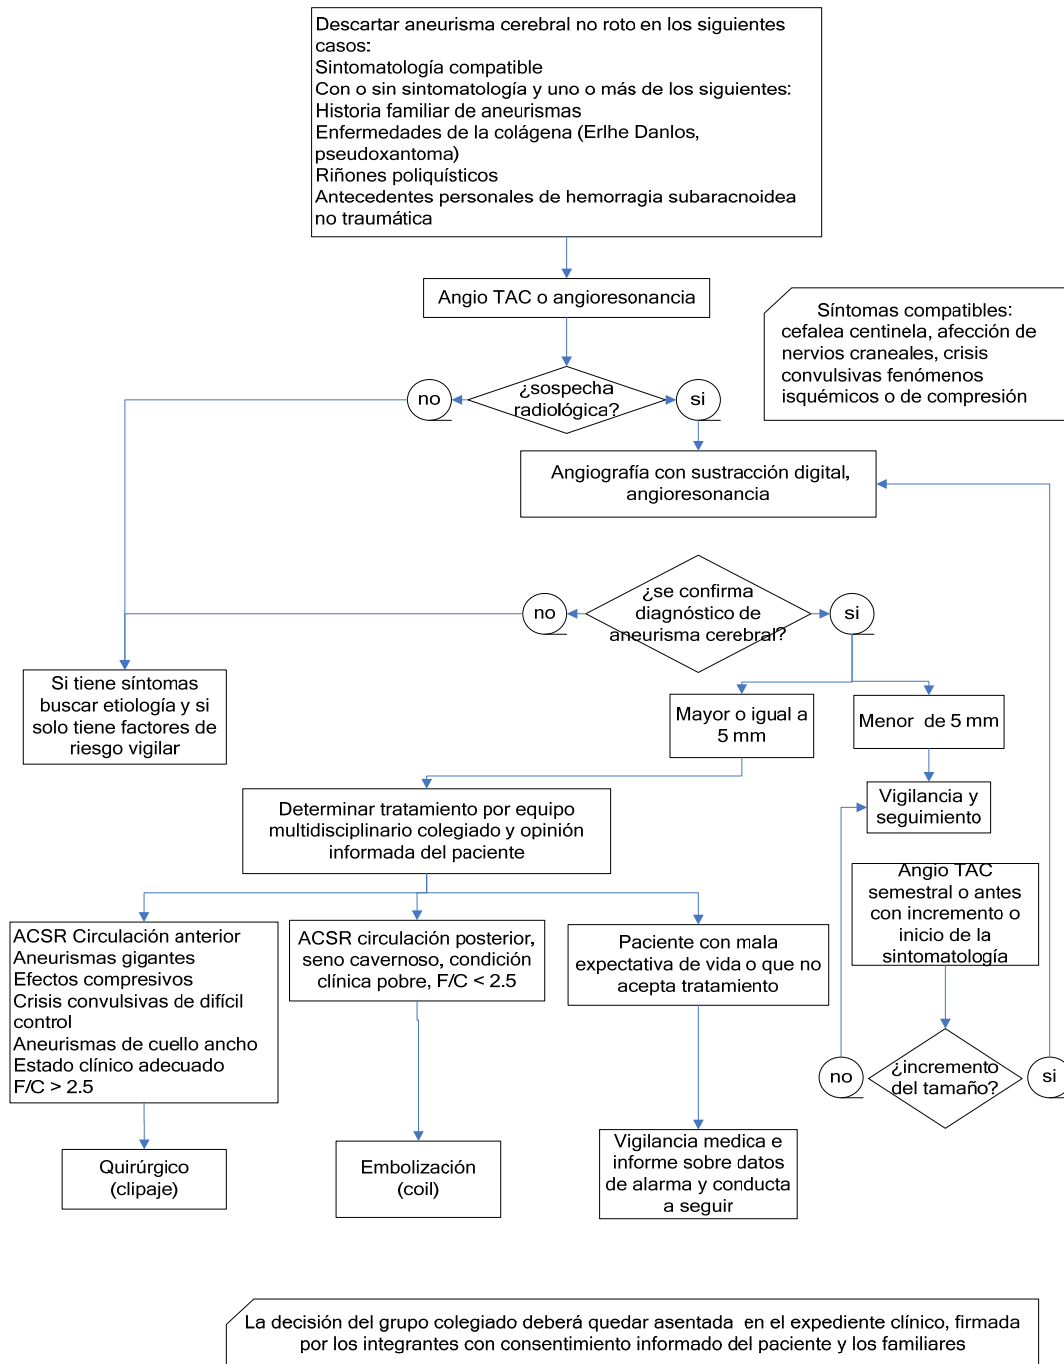 Descartar aneurisma cerebral no roto en los siguientes
casos:
Sintomatología compatible
Con o sin sintomatología y uno o más de los siguientes:
Historia familiar de aneurismas
Enfermedades de la colágena (Erlhe Danlos,
pseudoxantoma)
Riñones poliquísticos
Antecedentes personales de hemorragia subaracnoidea
no traumática
Angio TAC o angioresonancia
Síntomas compatibles:
cefalea centinela, afección de
nervios craneales, crisis
convulsivas fenómenos
isquémicos o de compresión
no
¿sospecha
radiológica?
si
Angiografía con sustracción digital,
angioresonancia
no
¿se confirma
diagnóstico de
aneurisma cerebral?
si
Si tiene síntomas
buscar etiología y si
solo tiene factores de
riesgo vigilar
Mayor o igual a
5 mm
Menor de 5 mm
Determinar tratamiento por equipo
multidisciplinario colegiado y opinión
informada del paciente
Vigilancia y
seguimiento
Angio TAC
semestral o antes
con incremento o
inicio de la
sintomatología
ACSR Circulación anterior
Aneurismas gigantes
Efectos compresivos
Crisis convulsivas de difícil
control
Aneurismas de cuello ancho
Estado clínico adecuado
F/C > 2.5
ACSR circulación posterior,
seno cavernoso, condición
clínica pobre, F/C < 2.5
Paciente con mala
expectativa de vida o que no
acepta tratamiento
no
¿incremento
del tamaño?
si
Quirúrgico
(clipaje)
Embolización
(coil)
Vigilancia medica e
informe sobre datos
de alarma y conducta
a seguir
La decisión del grupo colegiado deberá quedar asentada en el expediente clínico, firmada
por los integrantes con consentimiento informado del paciente y los familiares